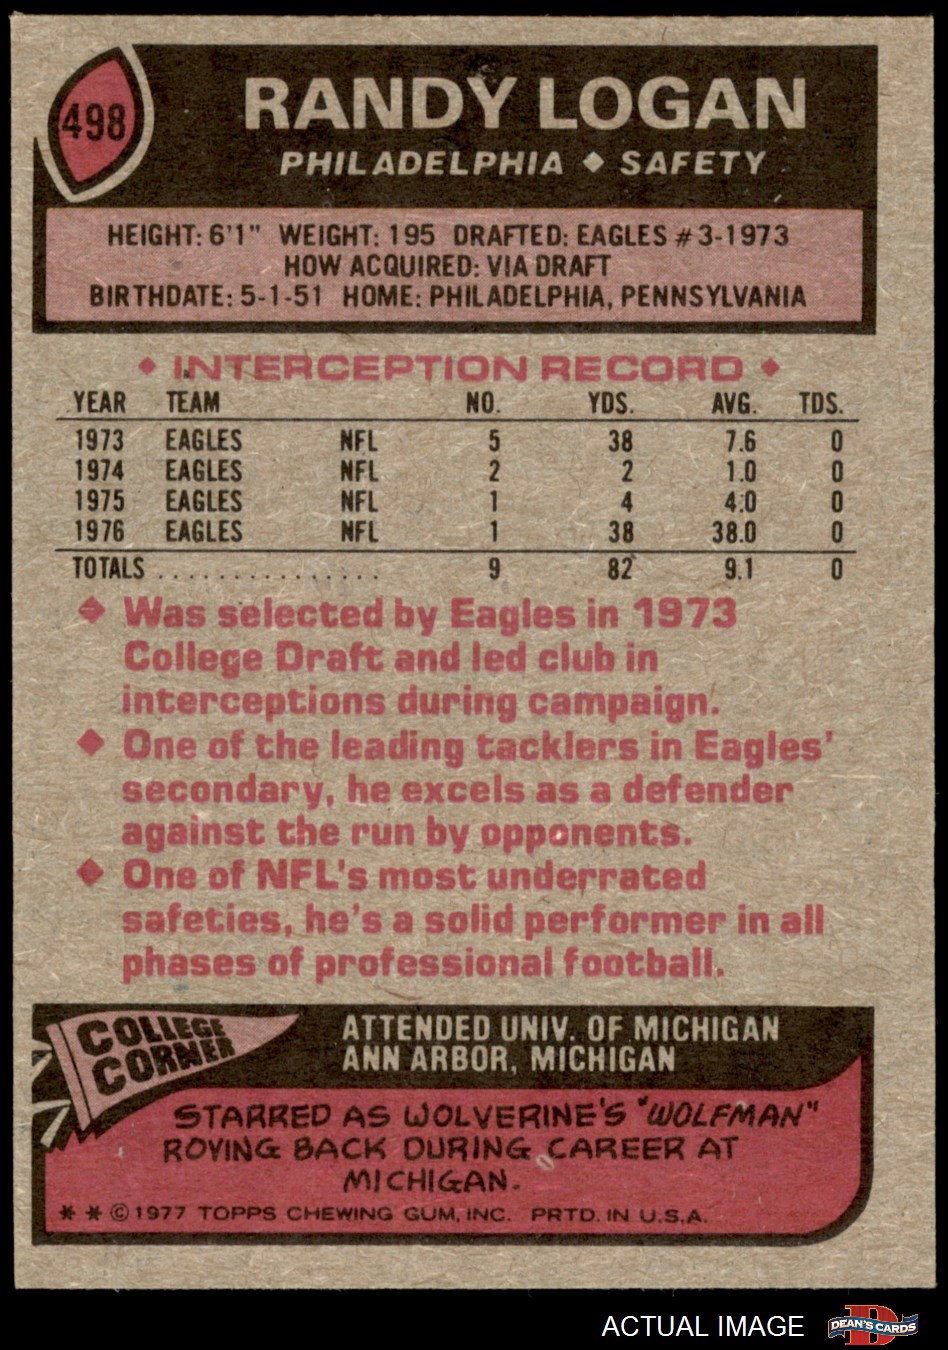 498
RANDY LOGAN
PHILADELPHIA ◆ SAFETY
HEIGHT: 6'1" WEIGHT: 195 DRAFTED: EAGLES #3-1973
HOW ACQUIRED: VIA DRAFT
BIRTHDATE: 5-1-51 HOME: PHILADELPHIA, PENNSYLVANIA
◆ INTERCEPTION RECORD ◆
YEAR TEAM NO. YDS. AVG. TDS.
1973 EAGLES NFL 5 38 7.6 0
1974 EAGLES NFL 2 2 1.0 0
1975 EAGLES NFL 1 4 4.0 0
1976 EAGLES NFL 1 38 38.0 0
TOTALS ................ 9 82 9.1 0
◆ Was selected by Eagles in 1973
College Draft and led club in
interceptions during campaign.
◆ One of the leading tacklers in Eagles'
secondary, he excels as a defender
against the run by opponents.
◆ One of NFL's most underrated
safeties, he's a solid performer in all
phases of professional football.
COLLEGE
CORNER
ATTENDED UNIV. OF MICHIGAN
ANN ARBOR, MICHIGAN
STARRED AS WOLVERINE'S "WOLFMAN"
ROVING BACK DURING CAREER AT
MICHIGAN.
* * ©1977 TOPPS CHEWING GUM, INC. PRTD. IN U.S.A.
ACTUAL IMAGE
DEAN'S CARDS